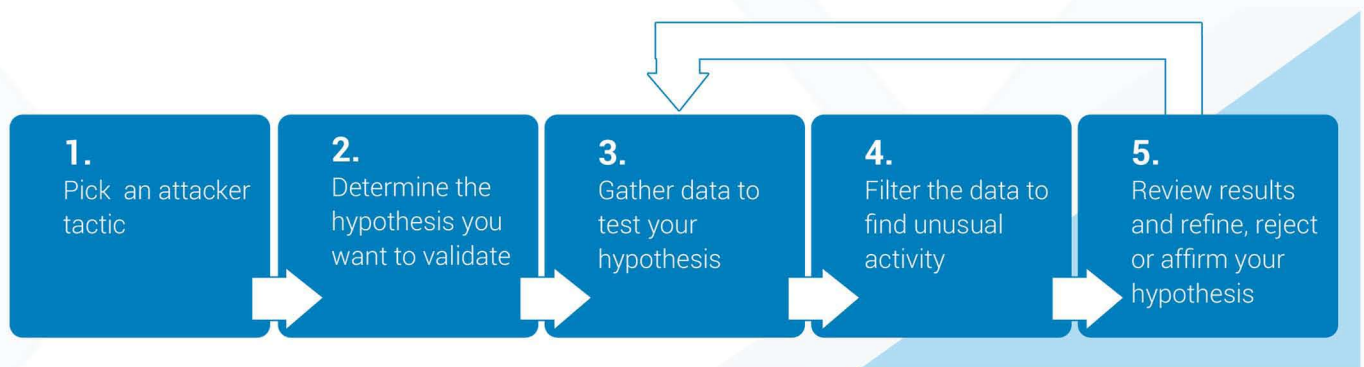 1.
Pick  an attacker
tactic
2.
Determine the
hypothesis you
want to validate
3.
Gather data to
test your
hypothesis
4.
Filter the data to
find unusual
activity
5.
Review results
and refine, reject
or affirm your
hypothesis